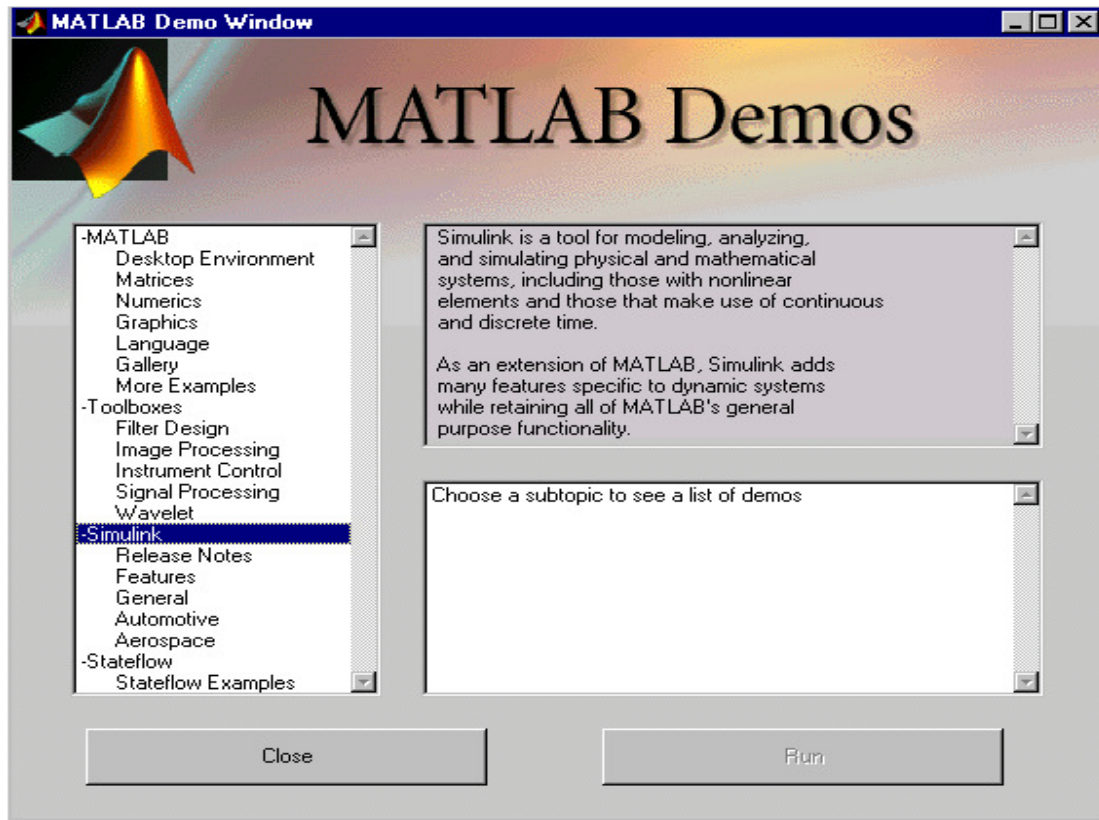 MATLAB Demo Window
MATLAB Demos
-MATLAB
Desktop Environment
Matrices
Numerics
Graphics
Language
Gallery
More Examples
-Toolboxes
Filter Design
Image Processing
Instrument Control
Signal Processing
Wavelet
-Simulink
Release Notes
Features
General
Automotive
Aerospace
-Stateflow
Stateflow Examples
Simulink is a tool for modeling, analyzing,
and simulating physical and mathematical
systems, including those with nonlinear
elements and those that make use of continuous
and discrete time.
As an extension of MATLAB, Simulink adds
many features specific to dynamic systems
while retaining all of MATLAB's general
purpose functionality.
Choose a subtopic to see a list of demos
Close
Run